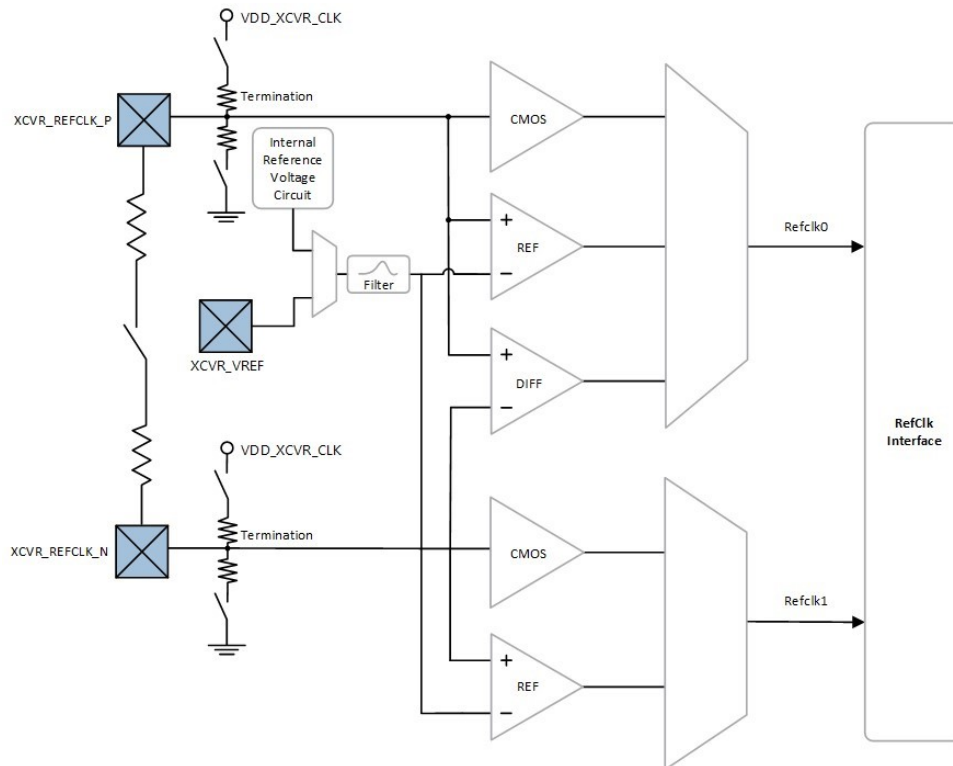 VDD_XCVR_CLK
XCVR_REFCLK_P
Termination
CMOS
Internal
Reference
Voltage
Circuit
+
REF
−
Refclk0
Filter
XCVR_VREF
+
DIFF
−
RefClk
Interface
VDD_XCVR_CLK
XCVR_REFCLK_N
Termination
CMOS
Refclk1
+
REF
−